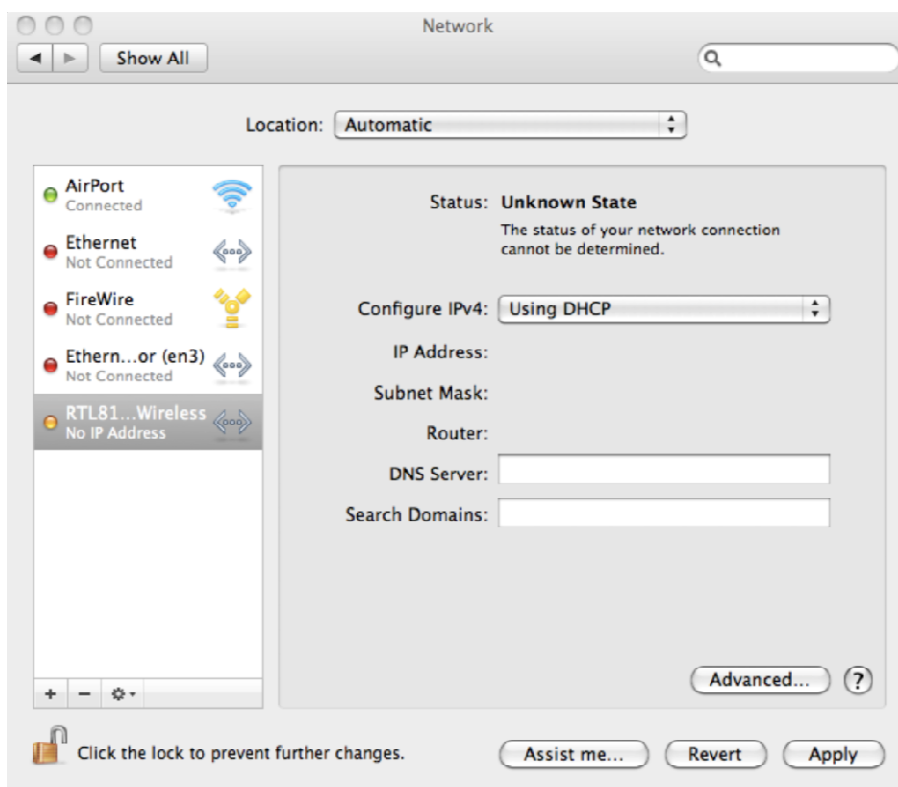 Network
Show All
Location: Automatic
AirPort
Connected
Ethernet
Not Connected
FireWire
Not Connected
Ethern...or (en3)
Not Connected
RTL81...Wireless
No IP Address
Status: Unknown State
The status of your network connection
cannot be determined.
Configure IPv4: Using DHCP
IP Address:
Subnet Mask:
Router:
DNS Server:
Search Domains:
Advanced...
?
Click the lock to prevent further changes.
Assist me...
Revert
Apply